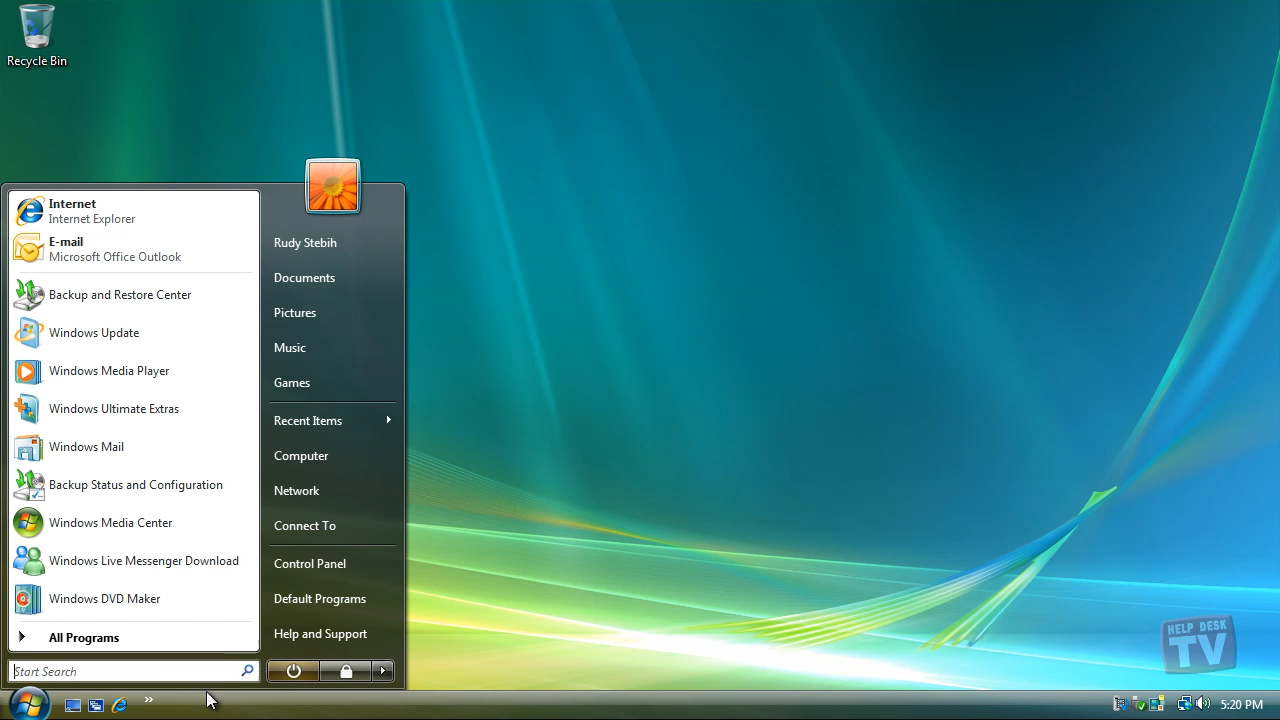 Recycle Bin
Internet
Internet Explorer
E-mail
Microsoft Office Outlook
Backup and Restore Center
Windows Update
Windows Media Player
Windows Ultimate Extras
Windows Mail
Backup Status and Configuration
Windows Media Center
Windows Live Messenger Download
Windows DVD Maker
All Programs
Start Search
Rudy Stebih
Documents
Pictures
Music
Games
Recent Items
Computer
Network
Connect To
Control Panel
Default Programs
Help and Support
HELP DESK
TV
5:20 PM